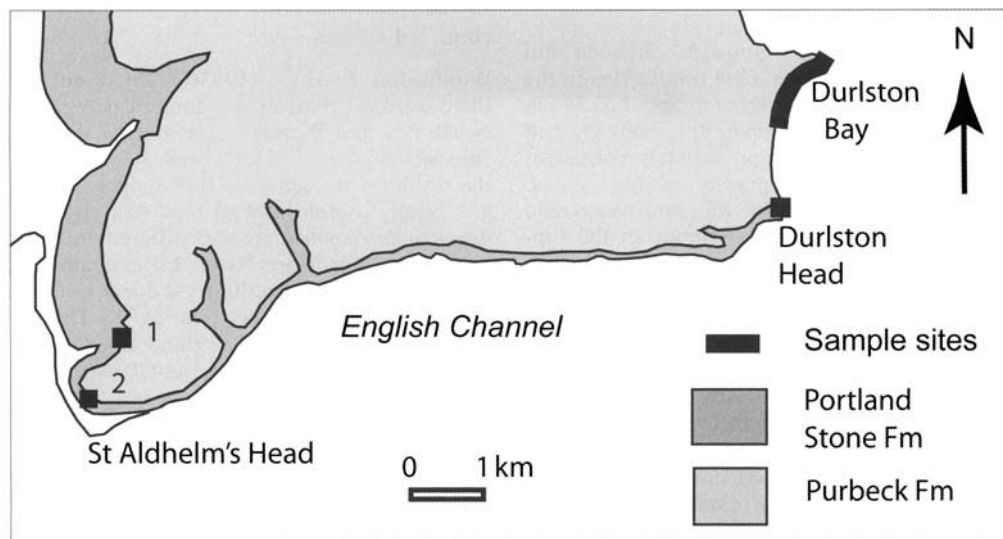 N
Durlston
Bay
Durlston
Head
1
English Channel
Sample sites
2
Portland
Stone Fm
St Aldhelm's Head
0 1 km
Purbeck Fm